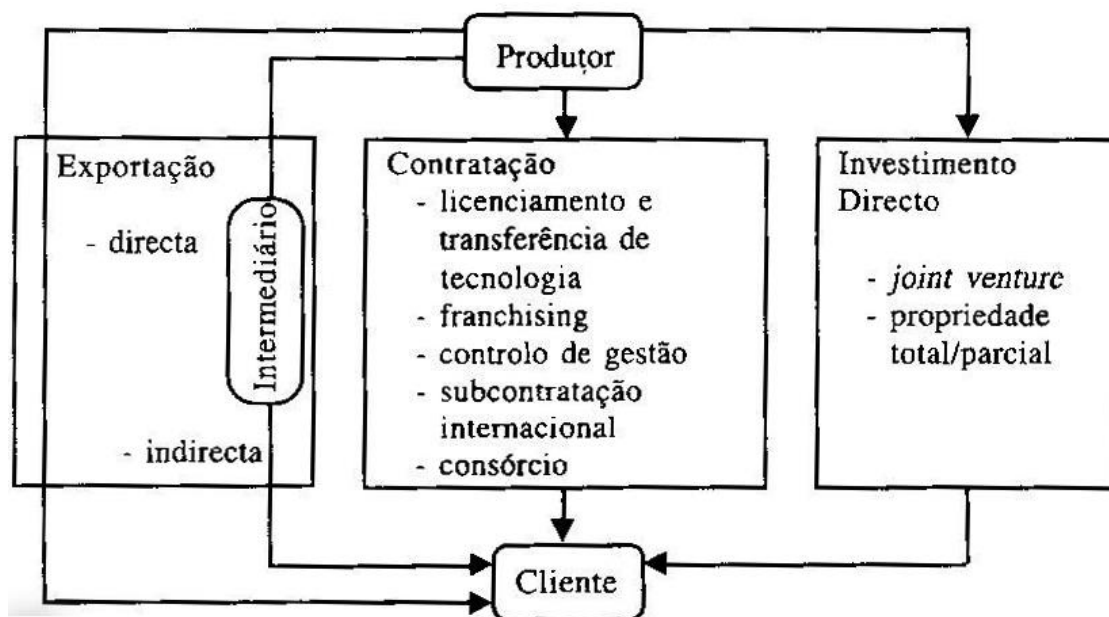 Produtor
Exportação
- directa
Intermediário
- indirecta
Contratação
- licenciamento e
transferência de
tecnologia
- franchising
- controlo de gestão
- subcontratação
internacional
- consórcio
Investimento
Directo
- joint venture
- propriedade
total/parcial
Cliente